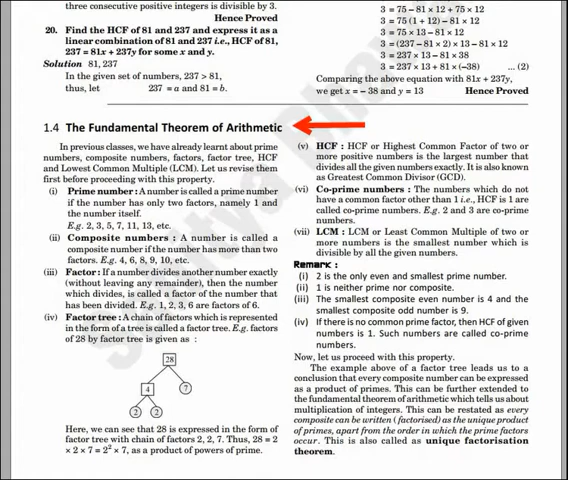 three consecutive positive integers is divisible by 3.
Hence Proved
20. Find the HCF of 81 and 237 and express it as a
linear combination of 81 and 237 i.e., HCF of 81,
237 = 81x + 237y for some x and y.
Solution 81, 237
In the given set of numbers, 237 > 81,
thus, let 237 = a and 81 = b.
3 = 75 – 81 × 12 + 75 × 12
3 = 75 (1 + 12) – 81 × 12
3 = 75 × 13 – 81 × 12
3 = (237 – 81 × 2) × 13 – 81 × 12
3 = 237 × 13 – 81 × 38
3 = 237 × 13 + 81 × (–38) ... (2)
Comparing the above equation with 81x + 237y,
we get x = – 38 and y = 13 Hence Proved
1.4 The Fundamental Theorem of Arithmetic
In previous classes, we have already learnt about prime
numbers, composite numbers, factors, factor tree, HCF
and Lowest Common Multiple (LCM). Let us revise them
first before proceeding with this property.
(i) Prime number : A number is called a prime number
if the number has only two factors, namely 1 and
the number itself.
E.g. 2, 3, 5, 7, 11, 13, etc.
(ii) Composite numbers : A number is called a
composite number if the number has more than two
factors. E.g. 4, 6, 8, 9, 10, etc.
(iii) Factor : If a number divides another number exactly
(without leaving any remainder), then the number
which divides, is called a factor of the number that
has been divided. E.g. 1, 2, 3, 6 are factors of 6.
(iv) Factor tree : A chain of factors which is represented
in the form of a tree is called a factor tree. E.g. factors
of 28 by factor tree is given as :
28
4 7
2 2
Here, we can see that 28 is expressed in the form of
factor tree with chain of factors 2, 2, 7. Thus, 28 = 2
× 2 × 7 = 2² × 7, as a product of powers of prime.
(v) HCF : HCF or Highest Common Factor of two or
more positive numbers is the largest number that
divides all the given numbers exactly. It is also known
as Greatest Common Divisor (GCD).
(vi) Co-prime numbers : The numbers which do not
have a common factor other than 1 i.e., HCF is 1 are
called co-prime numbers. E.g. 2 and 3 are co-prime
numbers.
(vii) LCM : LCM or Least Common Multiple of two or
more numbers is the smallest number which is
divisible by all the given numbers.
Remark :
(i) 2 is the only even and smallest prime number.
(ii) 1 is neither prime nor composite.
(iii) The smallest composite even number is 4 and the
smallest composite odd number is 9.
(iv) If there is no common prime factor, then HCF of given
numbers is 1. Such numbers are called co-prime
numbers.
Now, let us proceed with this property.
The example above of a factor tree leads us to a
conclusion that every composite number can be expressed
as a product of primes. This can be further extended to
the fundamental theorem of arithmetic which tells us about
multiplication of integers. This can be restated as every
composite can be written (factorised) as the unique product
of primes, apart from the order in which the prime factors
occur. This is also called as unique factorisation
theorem.